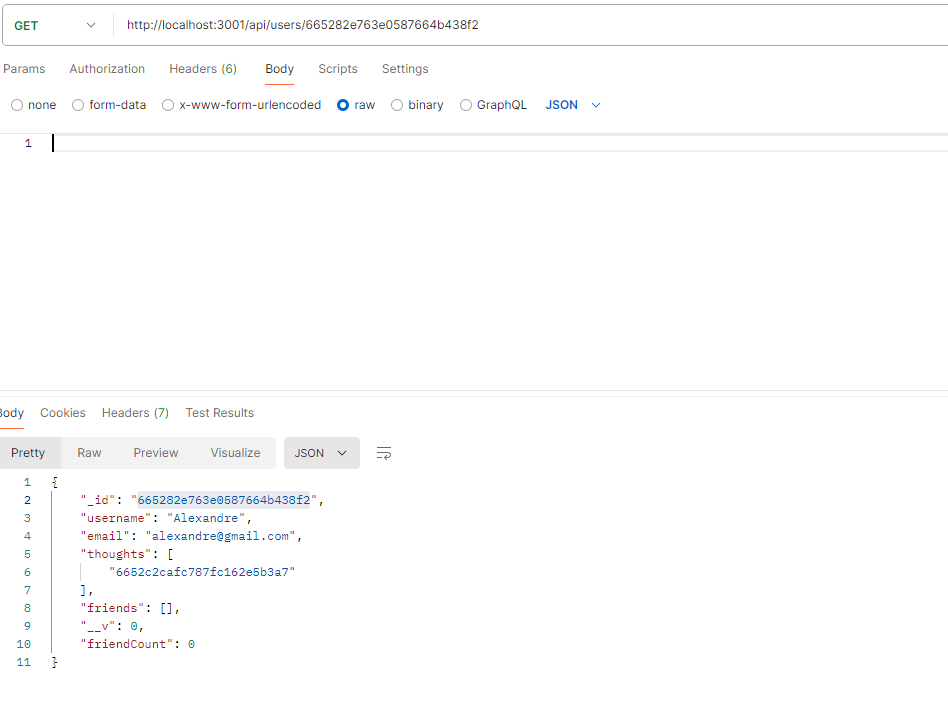 GET http://localhost:3001/api/users/665282e763e0587664b438f2
Params Authorization Headers (6) Body Scripts Settings
none form-data x-www-form-urlencoded raw binary GraphQL JSON
1
Body Cookies Headers (7) Test Results
Pretty Raw Preview Visualize JSON
1 {
2 "_id": "665282e763e0587664b438f2",
3 "username": "Alexandre",
4 "email": "alexandre@gmail.com",
5 "thoughts": [
6 "6652c2cafc787fc162e5b3a7"
7 ],
8 "friends": [],
9 "__v": 0,
10 "friendCount": 0
11 }